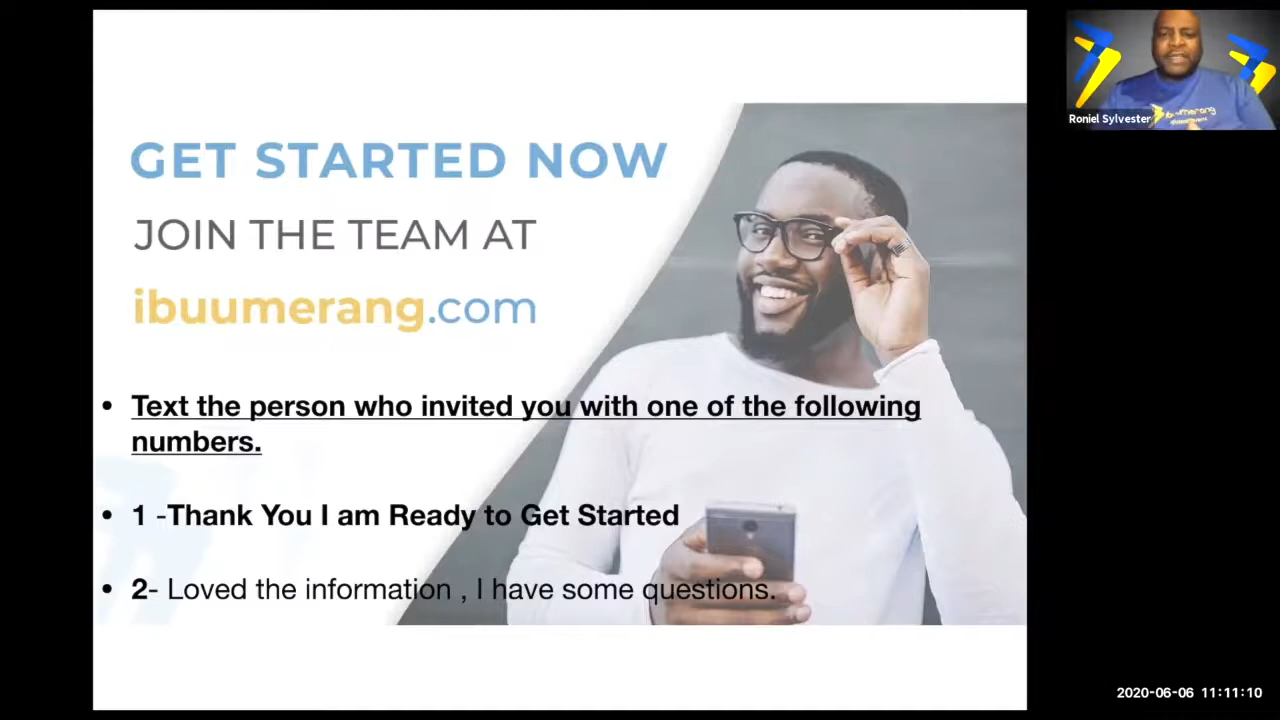 GET STARTED NOW
JOIN THE TEAM AT
ibuumerang.com
• Text the person who invited you with one of the following
numbers.
• 1 -Thank You I am Ready to Get Started
• 2- Loved the information , I have some questions.
ibuumerang
Roniel Sylvester
2020-06-06 11:11:10